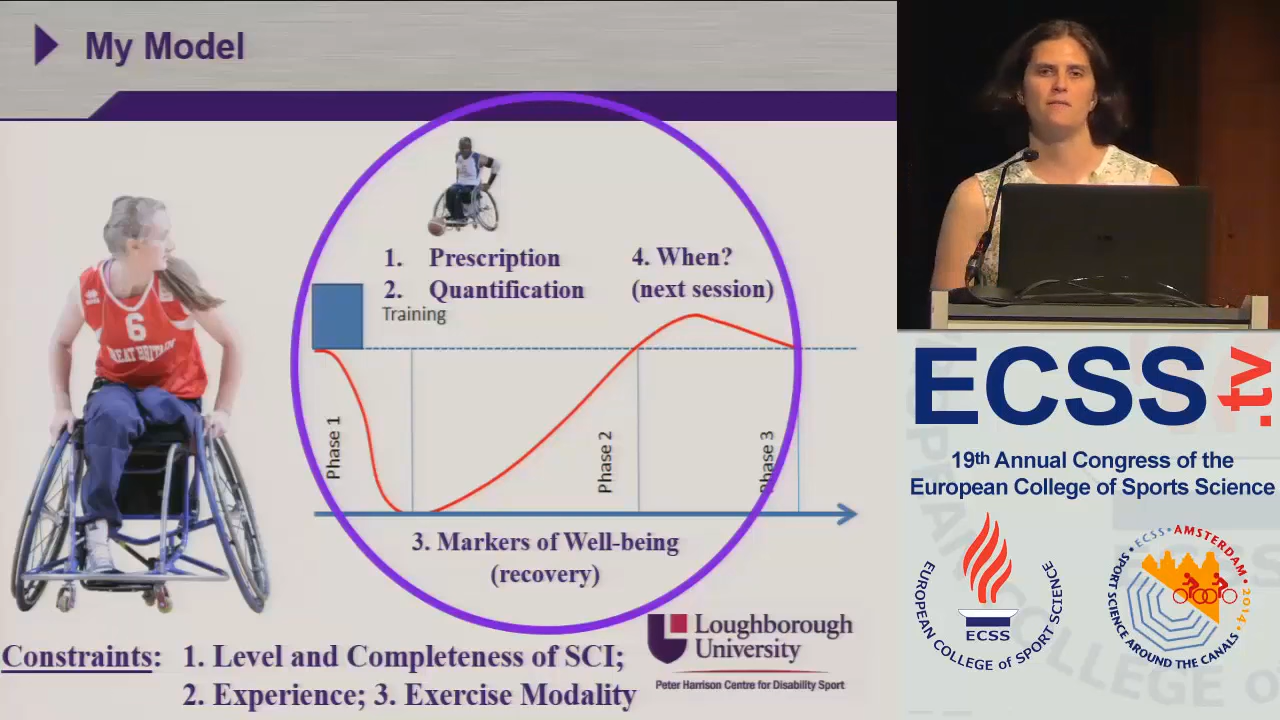 My Model
1. Prescription
2. Quantification
4. When?
(next session)
Training
Phase 1
Phase 2
Phase 3
3. Markers of Well-being
(recovery)
6
GREAT BRITAIN
Constraints: 1. Level and Completeness of SCI;
2. Experience; 3. Exercise Modality
Loughborough
University
Peter Harrison Centre for Disability Sport
ECSS.tv
19th Annual Congress of the
European College of Sports Science
EUROPEAN COLLEGE OF SPORT SCIENCE
ECSS
ECSS • AMSTERDAM • 2014 •
SPORT SCIENCE AROUND THE CANALS